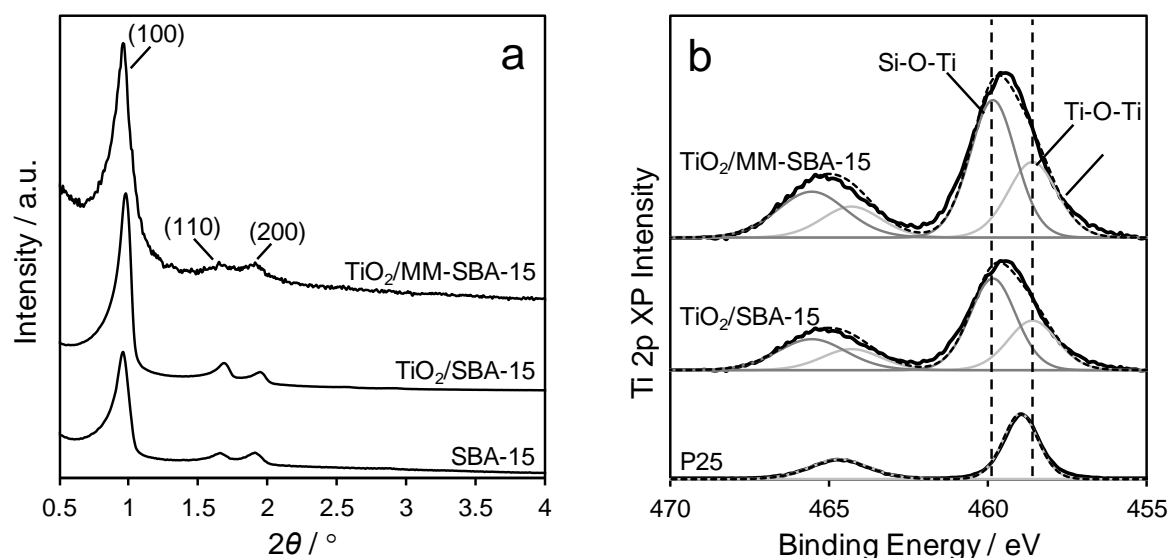 a
(100)
(110)
(200)
TiO₂/MM-SBA-15
TiO₂/SBA-15
SBA-15
Intensity / a.u.
0.5 1 1.5 2 2.5 3 3.5 4
2θ / °
b
Si-O-Ti
Ti-O-Ti
TiO₂/MM-SBA-15
TiO₂/SBA-15
P25
Ti 2p XP Intensity
470 465 460 455
Binding Energy / eV